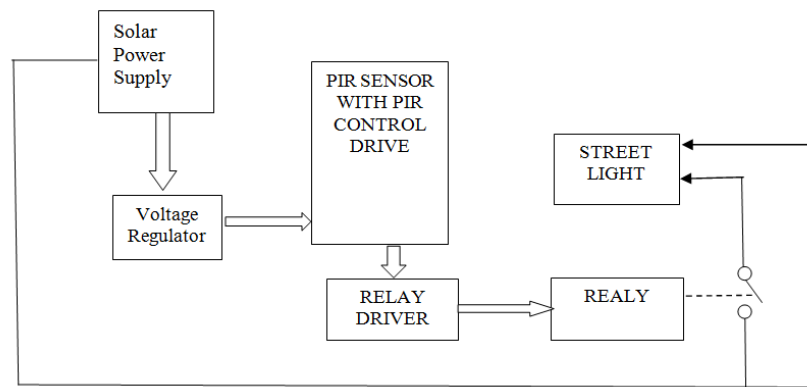 Solar
Power
Supply
PIR SENSOR
WITH PIR
CONTROL
DRIVE
STREET
LIGHT
Voltage
Regulator
RELAY
DRIVER
REALY